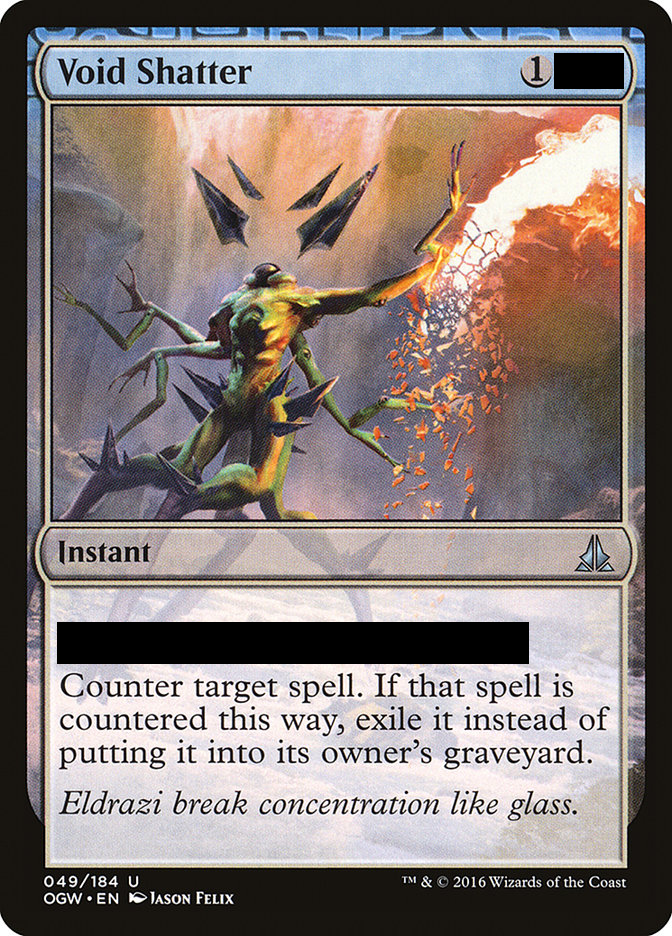 Void Shatter 1
Instant
Counter target spell. If that spell is
countered this way, exile it instead of
putting it into its owner's graveyard.
Eldrazi break concentration like glass.
049/184 U
OGW • EN Jason Felix
™ & © 2016 Wizards of the Coast